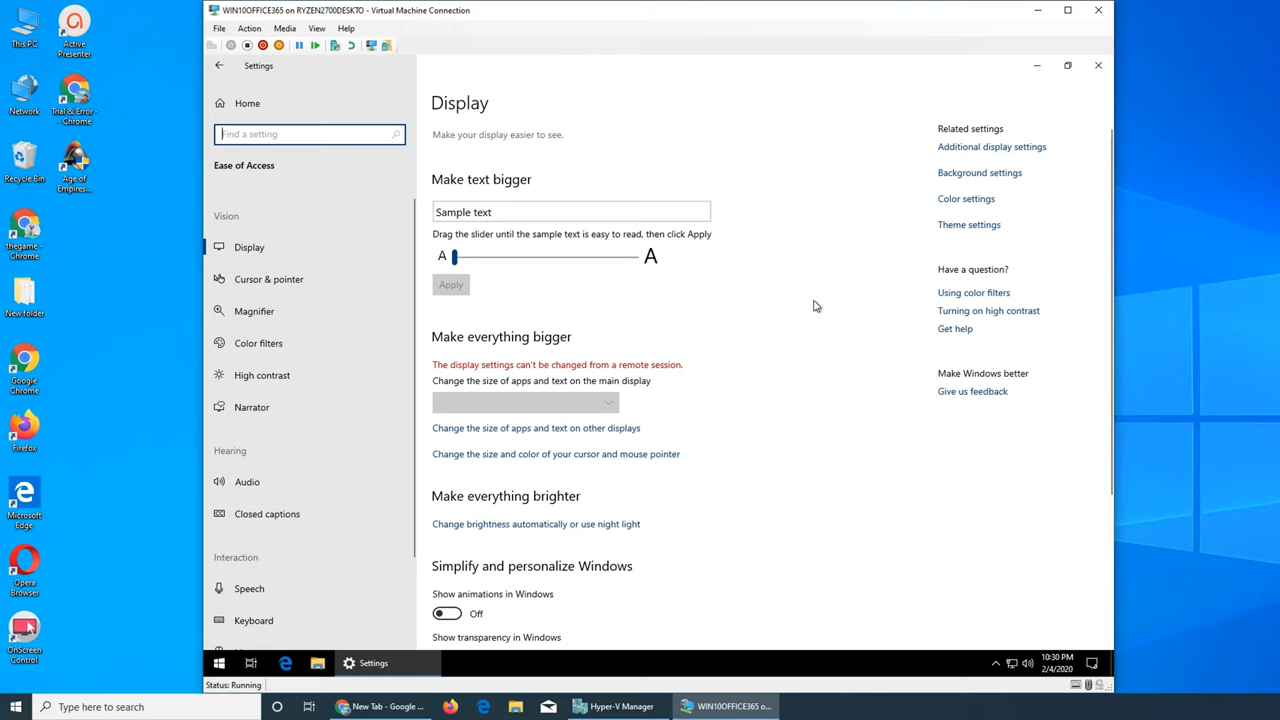 WIN10OFFICE365 on RYZEN2700DESKTO - Virtual Machine Connection
File Action Media View Help
Settings
Home
Find a setting
Ease of Access
Vision
Display
Cursor & pointer
Magnifier
Color filters
High contrast
Narrator
Hearing
Audio
Closed captions
Interaction
Speech
Keyboard
Display
Make your display easier to see.
Make text bigger
Sample text
Drag the slider until the sample text is easy to read, then click Apply
A A
Apply
Make everything bigger
The display settings can't be changed from a remote session.
Change the size of apps and text on the main display
Change the size of apps and text on other displays
Change the size and color of your cursor and mouse pointer
Make everything brighter
Change brightness automatically or use night light
Simplify and personalize Windows
Show animations in Windows
Off
Show transparency in Windows
Related settings
Additional display settings
Background settings
Color settings
Theme settings
Have a question?
Using color filters
Turning on high contrast
Get help
Make Windows better
Give us feedback
Settings
10:30 PM
2/4/2020
Status: Running
This PC
Active
Presenter
Network
Trial & Error -
- Chrome
Recycle Bin
Age of
Empires...
thegame -
Chrome
New folder
Google
Chrome
Firefox
Microsoft
Edge
Opera
Browser
OnScreen
Control
Type here to search
New Tab - Google ...
Hyper-V Manager
WIN10OFFICE365 o...